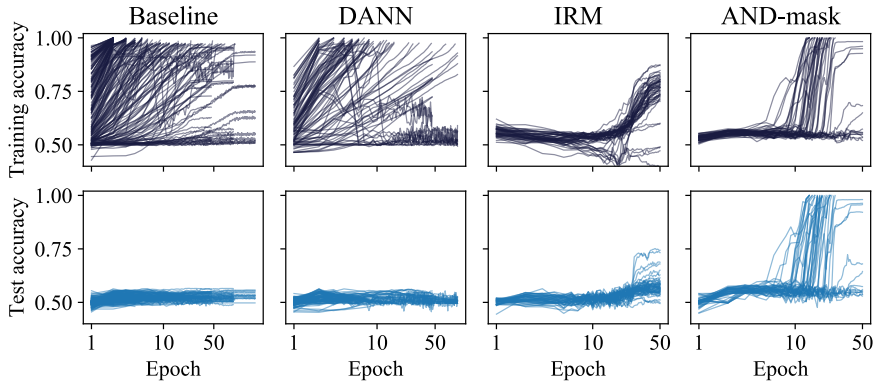 Baseline DANN IRM AND-mask
Training accuracy
1.00
0.75
0.50
Test accuracy
1.00
0.75
0.50
1 10 50 1 10 50 1 10 50 1 10 50
Epoch Epoch Epoch Epoch